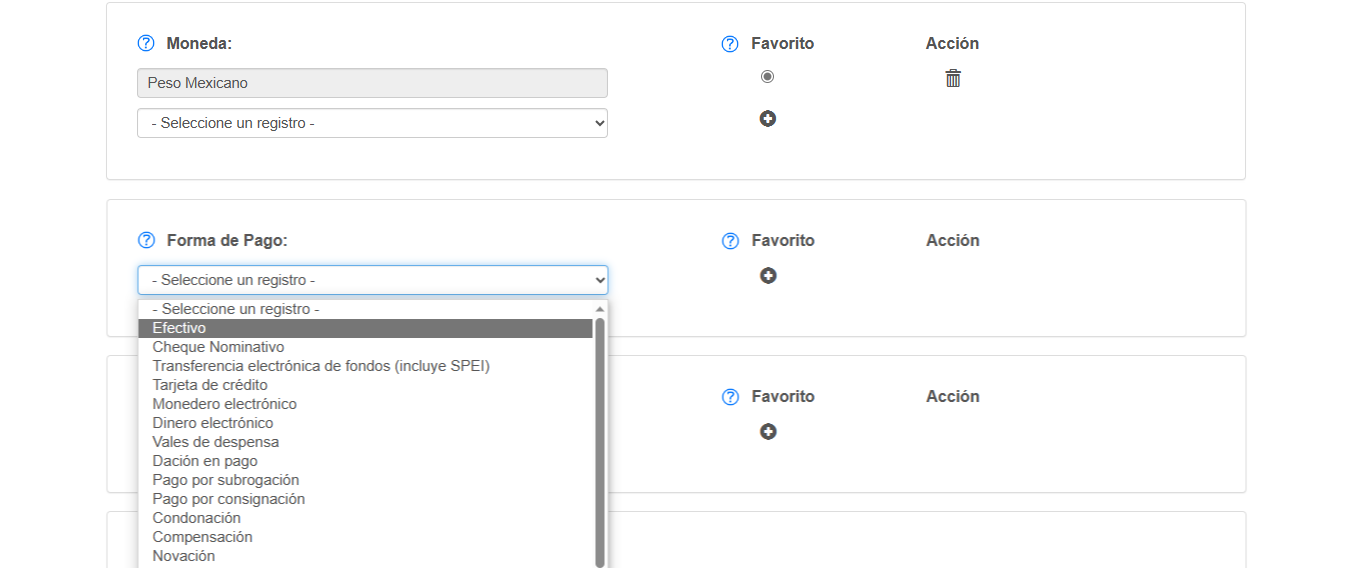 Moneda: Favorito Acción
Peso Mexicano
- Seleccione un registro -
Forma de Pago: Favorito Acción
- Seleccione un registro -
- Seleccione un registro -
Efectivo
Cheque Nominativo
Transferencia electrónica de fondos (incluye SPEI)
Tarjeta de crédito
Monedero electrónico
Favorito Acción
Dinero electrónico
Vales de despensa
Dación en pago
Pago por subrogación
Pago por consignación
Condonación
Compensación
Novación